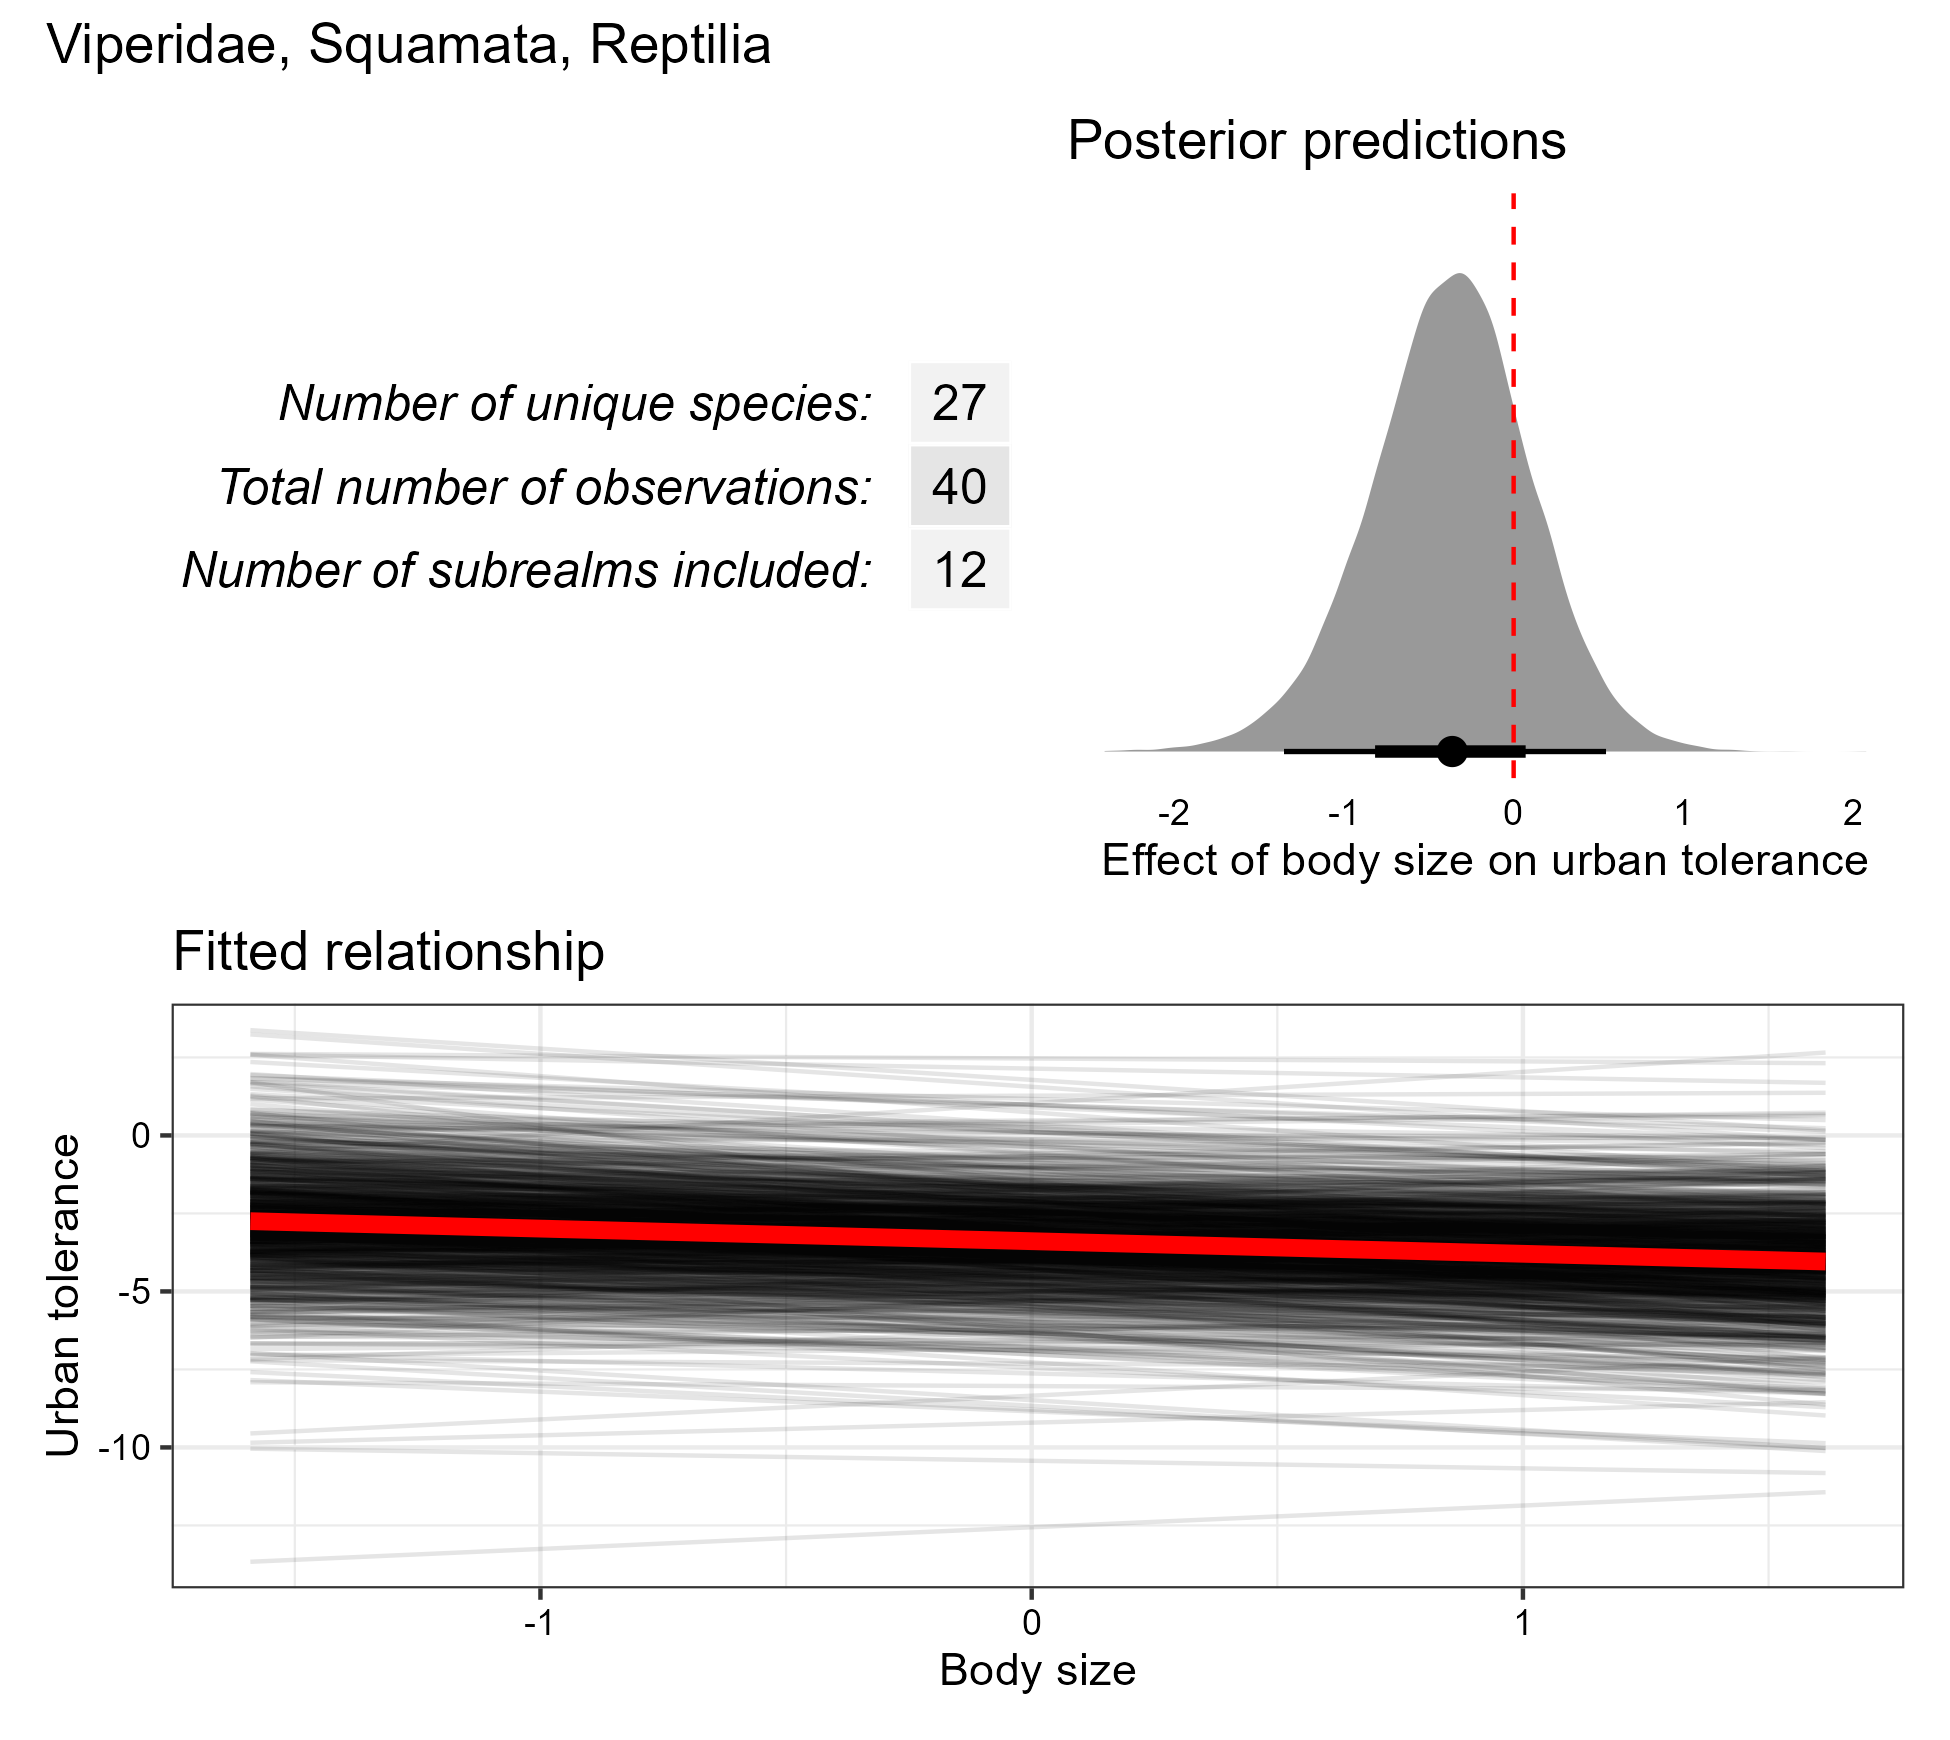 Viperidae, Squamata, Reptilia
Posterior predictions
Number of unique species: 27
Total number of observations: 40
Number of subrealms included: 12
-2 -1 0 1 2
Effect of body size on urban tolerance
Fitted relationship
Urban tolerance
0
-5
-10
-1 0 1
Body size